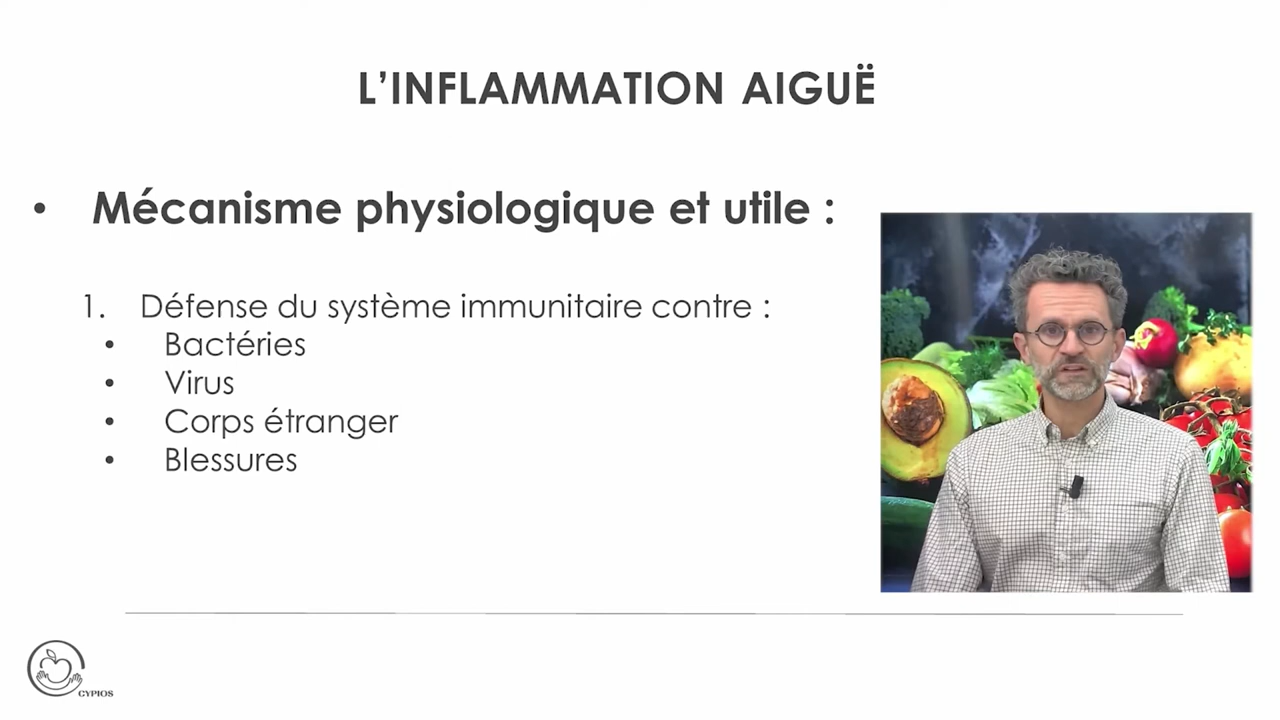 L’INFLAMMATION AIGUË
• Mécanisme physiologique et utile :
1. Défense du système immunitaire contre :
• Bactéries
• Virus
• Corps étranger
• Blessures
CYPIOS